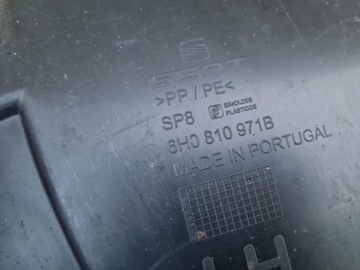 SEAT
>PP/PE<
SP8 SIMOLDES
PLÁSTICOS
6H0 810 971B
MADE IN PORTUGAL